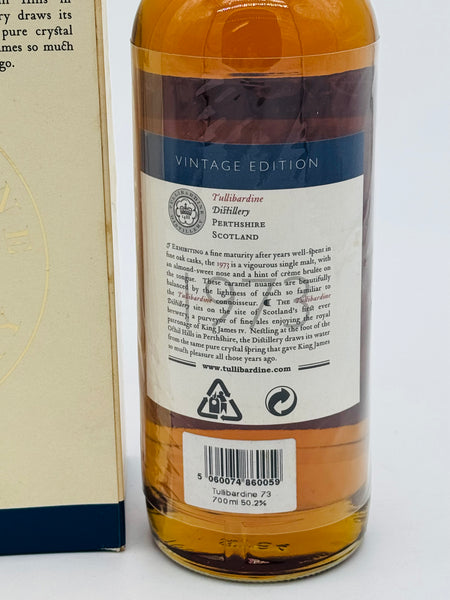 n Hills in
ry draws its
pure crystal
ames so much
go.
VINTAGE EDITION
Tullibardine
Distillery
PERTHSHIRE
SCOTLAND
EXHIBITING a fine maturity after years well-spent in
fine oak casks, the 1973 is a vigourous single malt, with
an almond-sweet nose and a hint of crème brulee on
the tongue. These caramel nuances are beautifully
balanced by the lightness of touch so familiar to
the Tullibardine connoisseur. THE Tullibardine
Distillery sits on the site of Scotland's first ever
brewery, a purveyor of fine ales enjoying the royal
patronage of King James IV. Nestling at the foot of the
Ochil Hills in Perthshire, the Distillery draws its water
from the same pure crystal spring that gave King James
so much pleasure all those years ago.
1973
www.tullibardine.com
5 060074 860059
Tullibardine 73
700ml 50.2%